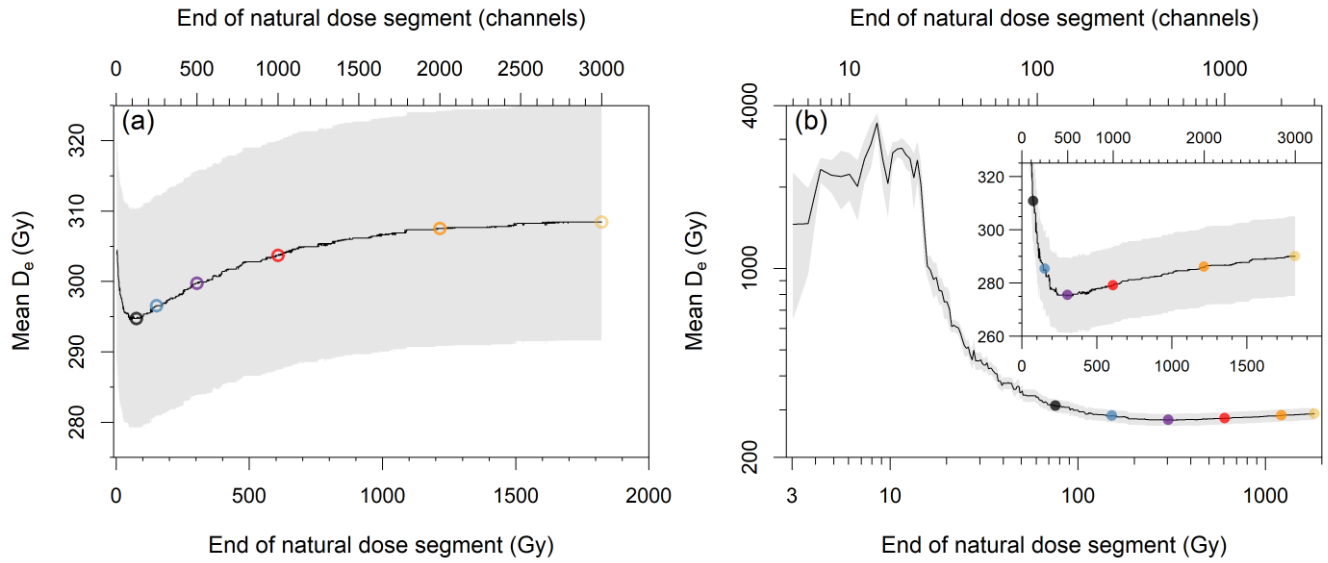 End of natural dose segment (channels)
0 500 1000 1500 2000 2500 3000
(a)
Mean De (Gy)
320
310
300
290
280
0 500 1000 1500 2000
End of natural dose segment (Gy)
End of natural dose segment (channels)
10 100 1000
(b)
Mean De (Gy)
4000
1000
200
0 500 1000 2000 3000
320
300
280
260
0 500 1000 1500
3 10 100 1000
End of natural dose segment (Gy)